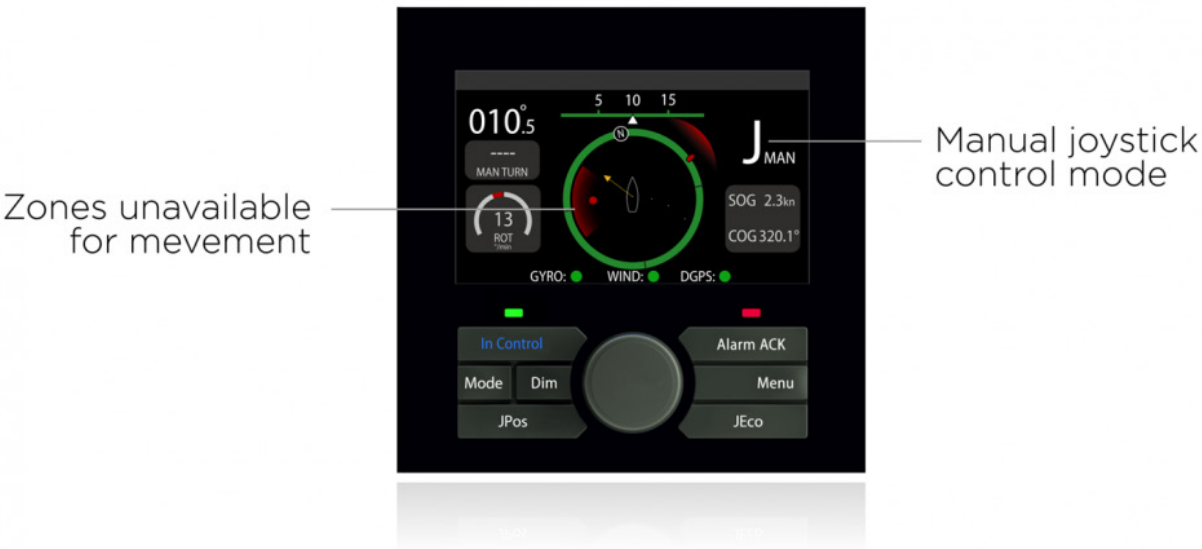 5 10 15
010°.5
N
J MAN
----
MAN TURN
Manual joystick
control mode
Zones unavailable
for mevement
13
ROT
°/min
SOG 2.3kn
COG 320.1°
GYRO: WIND: DGPS:
In Control
Alarm ACK
Mode Dim
Menu
JPos
JEco